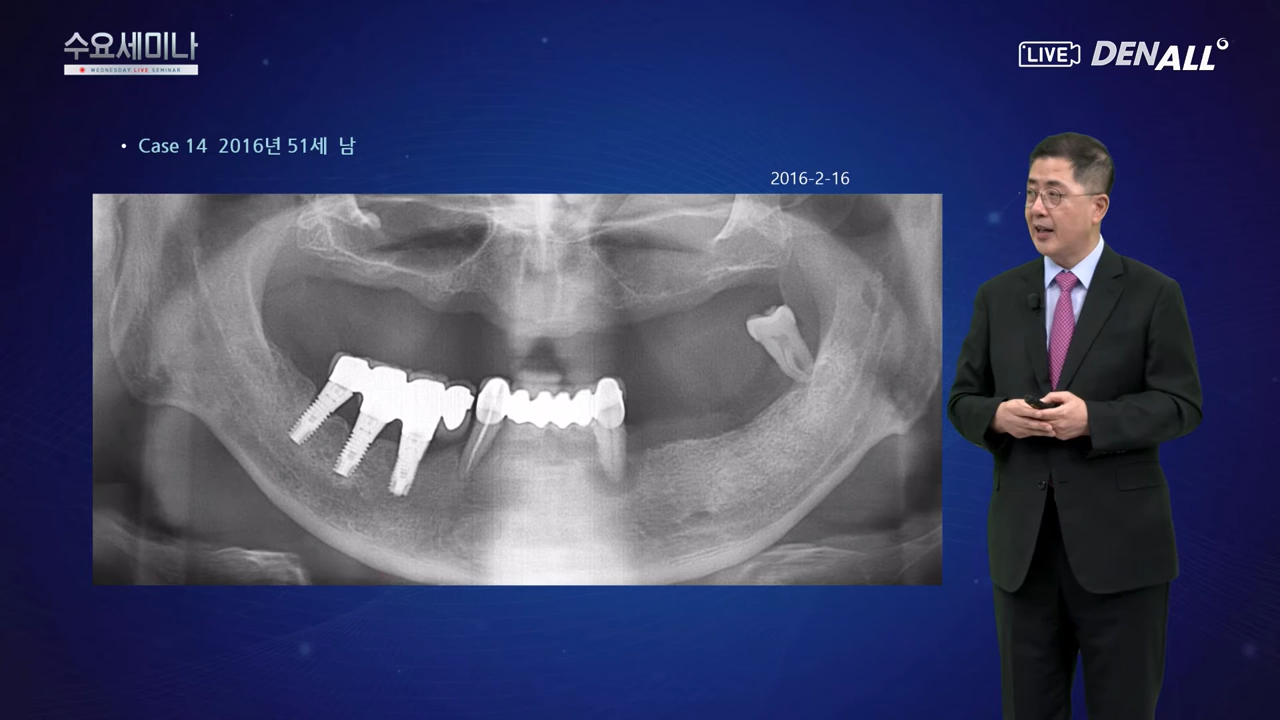 수요세미나
WEDNESDAY LIVE SEMINAR
LIVE DENALL
• Case 14 2016년 51세 남
2016-2-16